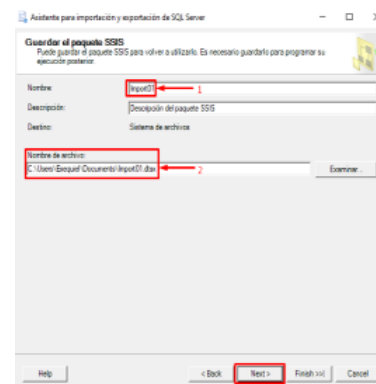 Asistente para importación y exportación de SQL Server
Guardar el paquete SSIS
Puede guardar el paquete SSIS para volver a utilizarlo. Es necesario guardarlo para programar su
ejecución posterior.
Nombre: Import01 1
Descripción: Descripción del paquete SSIS
Destino: Sistema de archivos
Nombre de archivo:
C:\Users\Exequiel\Documents\Import01.dtsx 2 Examinar...
Help < Back Next > Finish >>| Cancel